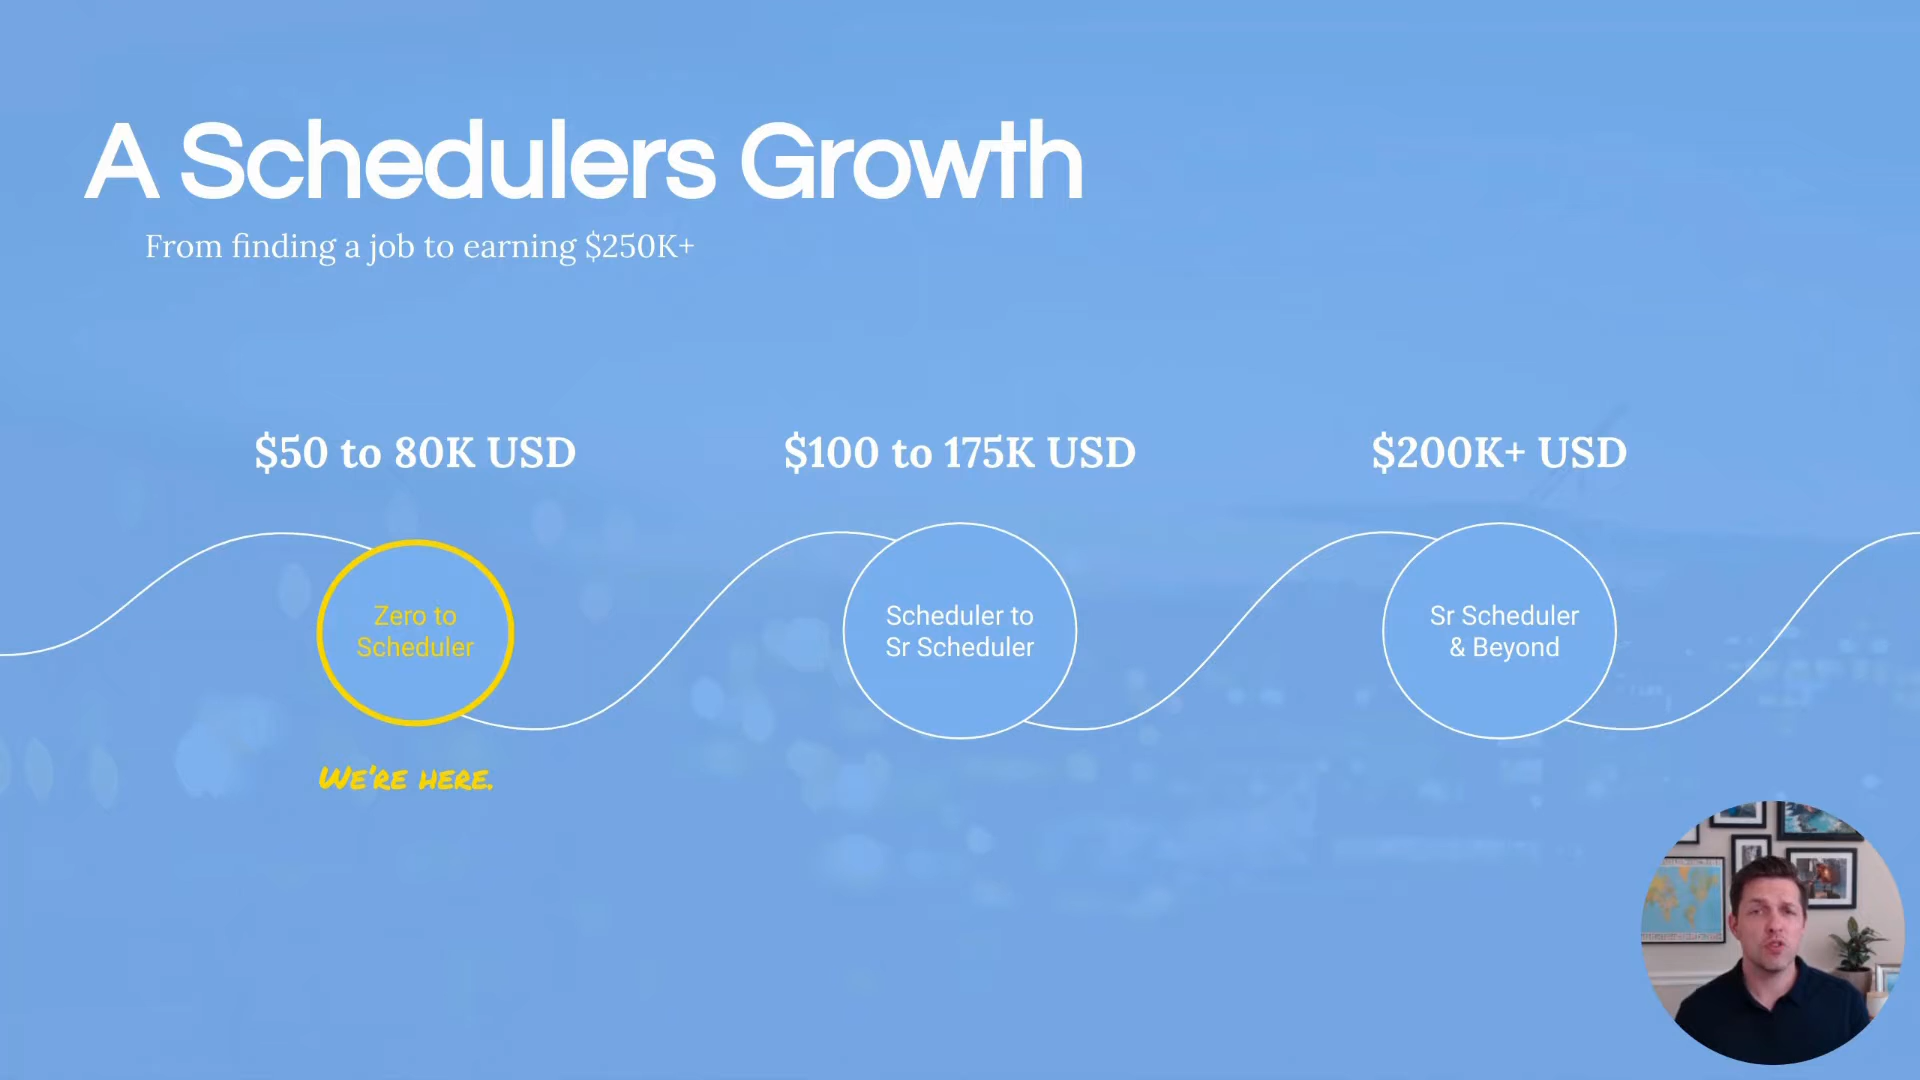 A Schedulers Growth
From finding a job to earning $250K+
$50 to 80K USD
$100 to 175K USD
$200K+ USD
Zero to
Scheduler
Scheduler to
Sr Scheduler
Sr Scheduler
& Beyond
We're here.